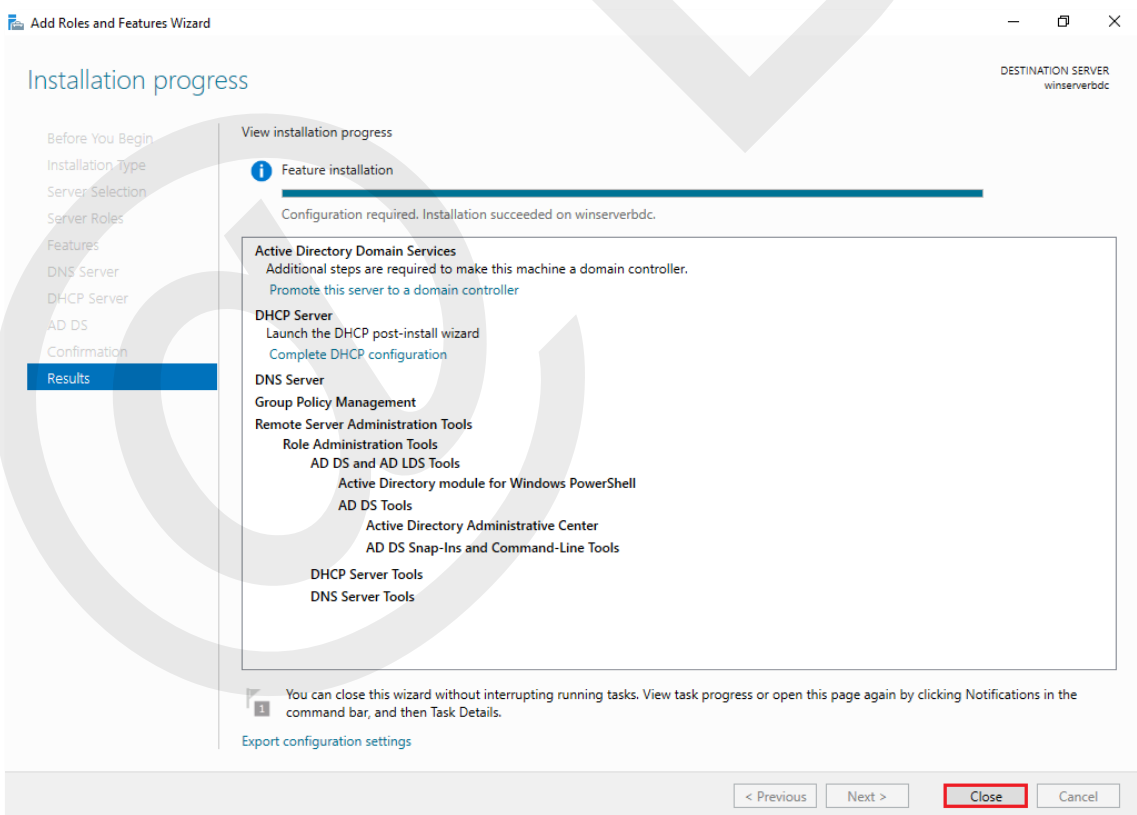 Add Roles and Features Wizard
Installation progress
DESTINATION SERVER
winserverbdc
Before You Begin
Installation Type
Server Selection
Server Roles
Features
DNS Server
DHCP Server
AD DS
Confirmation
Results
View installation progress
Feature installation
Configuration required. Installation succeeded on winserverbdc.
Active Directory Domain Services
Additional steps are required to make this machine a domain controller.
Promote this server to a domain controller
DHCP Server
Launch the DHCP post-install wizard
Complete DHCP configuration
DNS Server
Group Policy Management
Remote Server Administration Tools
Role Administration Tools
AD DS and AD LDS Tools
Active Directory module for Windows PowerShell
AD DS Tools
Active Directory Administrative Center
AD DS Snap-Ins and Command-Line Tools
DHCP Server Tools
DNS Server Tools
1
You can close this wizard without interrupting running tasks. View task progress or open this page again by clicking Notifications in the
command bar, and then Task Details.
Export configuration settings
< Previous
Next >
Close
Cancel